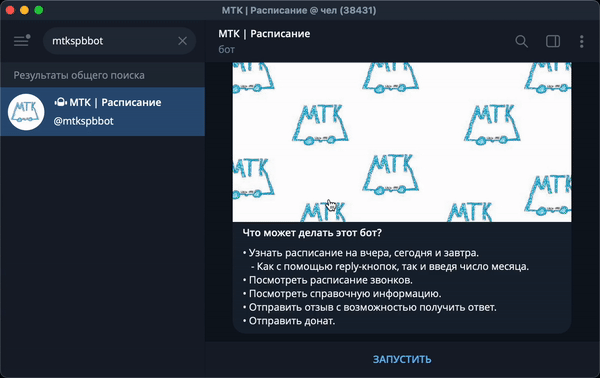 МТК | Расписание @ чел (38431)
mtkspbbot
МТК | Расписание
бот
Результаты общего поиска
МТК | Расписание
@mtkspbbot
МТК
МТК
МТК
МТК
МТК
МТК
МТК
МТК
МТК
Что может делать этот бот?
• Узнать расписание на вчера, сегодня и завтра.
- Как с помощью reply-кнопок, так и введя число месяца.
• Посмотреть расписание звонков.
• Посмотреть справочную информацию.
• Отправить отзыв с возможностью получить ответ.
• Отправить донат.
ЗАПУСТИТЬ